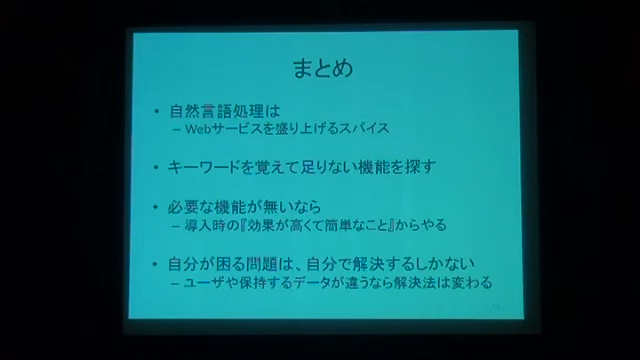 まとめ
• 自然言語処理は
– Webサービスを盛り上げるスパイス
• キーワードを覚えて足りない機能を探す
• 必要な機能が無いなら
– 導入時の『効果が高くて簡単なこと』からやる
• 自分が困る問題は、自分で解決するしかない
– ユーザや保持するデータが違うなら解決法は変わる